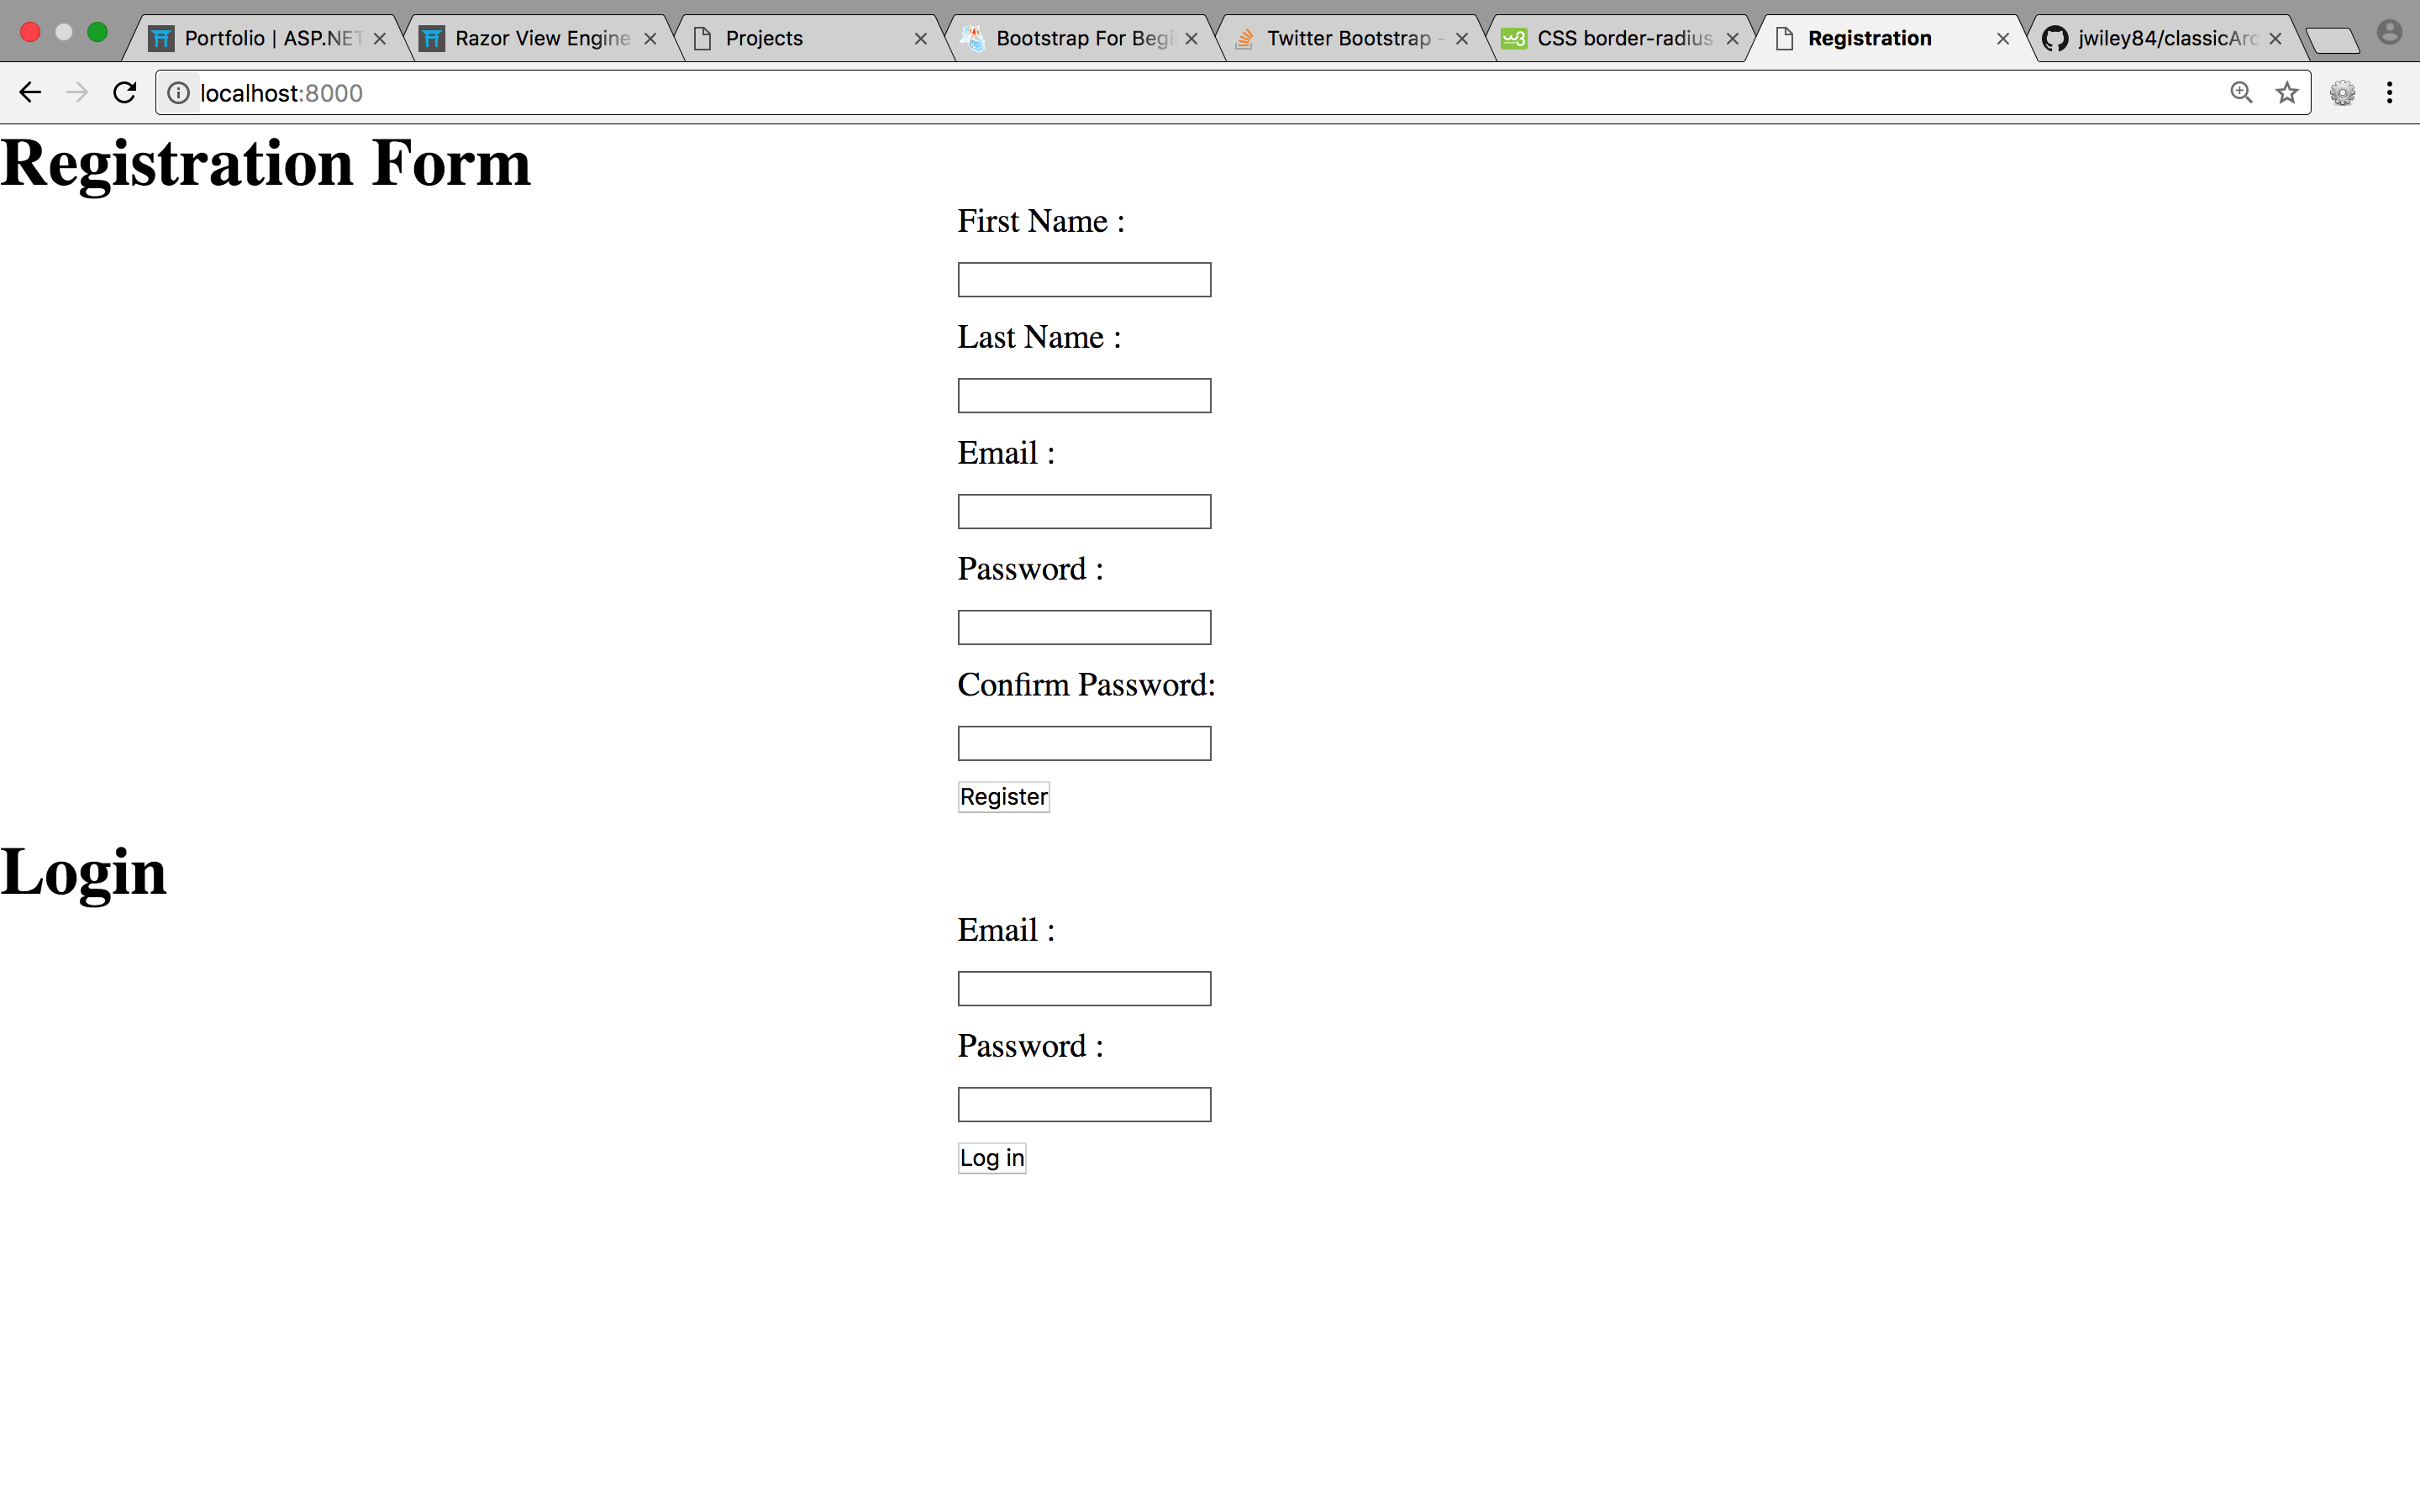 Portfolio | ASP.NET
Razor View Engine
Projects
Bootstrap For Begi
Twitter Bootstrap -
w3 CSS border-radius
Registration
jwiley84/classicArc
localhost:8000
Registration Form
First Name :
Last Name :
Email :
Password :
Confirm Password:
Register
Login
Email :
Password :
Log in